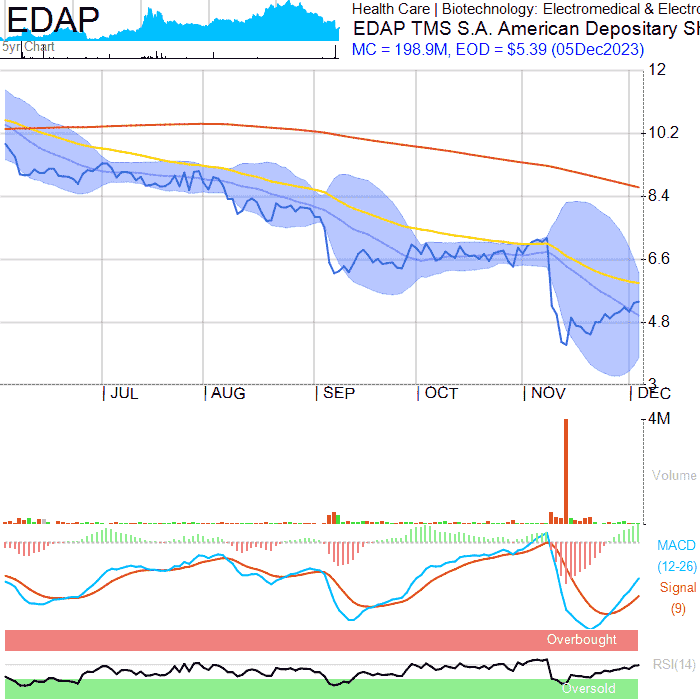 EDAP
5yr Chart
Health Care | Biotechnology: Electromedical & Electro
EDAP TMS S.A. American Depositary Sh
MC = 198.9M, EOD = $5.39 (05Dec2023)
12
10.2
8.4
6.6
4.8
3
JUL AUG SEP OCT NOV DEC
4M
Volume
MACD
(12-26)
Signal
(9)
Overbought
RSI(14)
Oversold